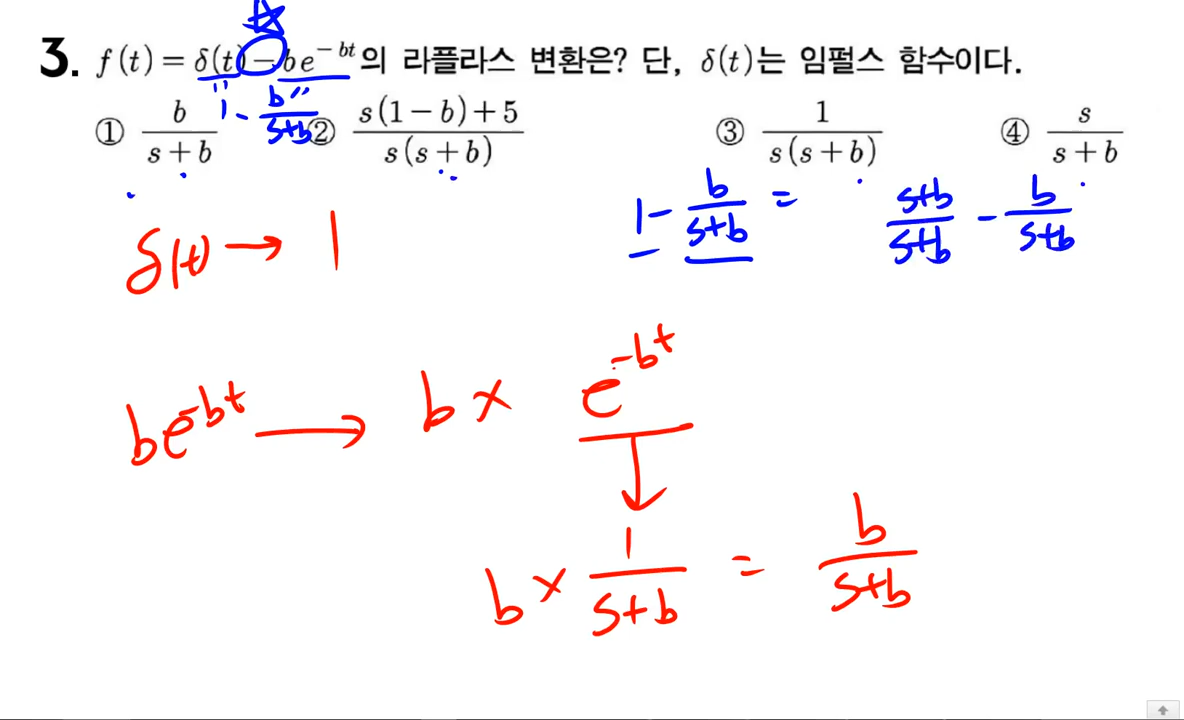 3. f(t) = δ(t) − be^{−bt}의 라플라스 변환은? 단, δ(t)는 임펄스 함수이다.
" "
1 - b/(s+b)
① b/(s+b) ② (s(1−b)+5)/(s(s+b)) ③ 1/(s(s+b)) ④ s/(s+b)
1 - b/(s+b) = (s+b)/(s+b) - b/(s+b)
δ(t) → 1
be^{-bt} → b × e^{-bt}
b × 1/(s+b) = b/(s+b)